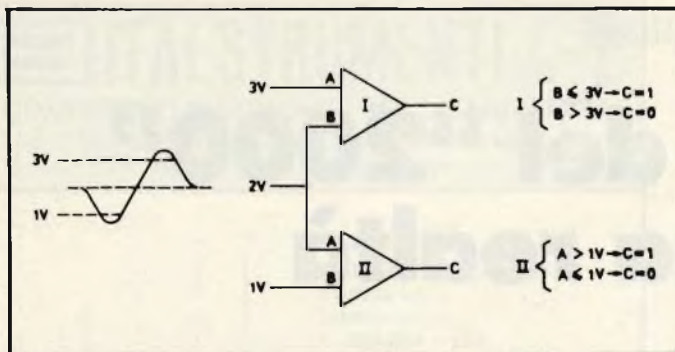 3V
1V
3V
A
I
C
B
2V
A
II
C
1V
B
I { B ≤ 3V→C=1
B > 3V→C=0
II { A > 1V→C=1
A ≤ 1V→C=0